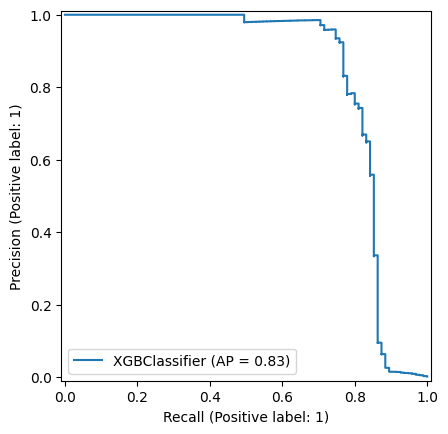 1.0
0.8
0.6
0.4
0.2
0.0
Precision (Positive label: 1)
XGBClassifier (AP = 0.83)
0.0 0.2 0.4 0.6 0.8 1.0
Recall (Positive label: 1)